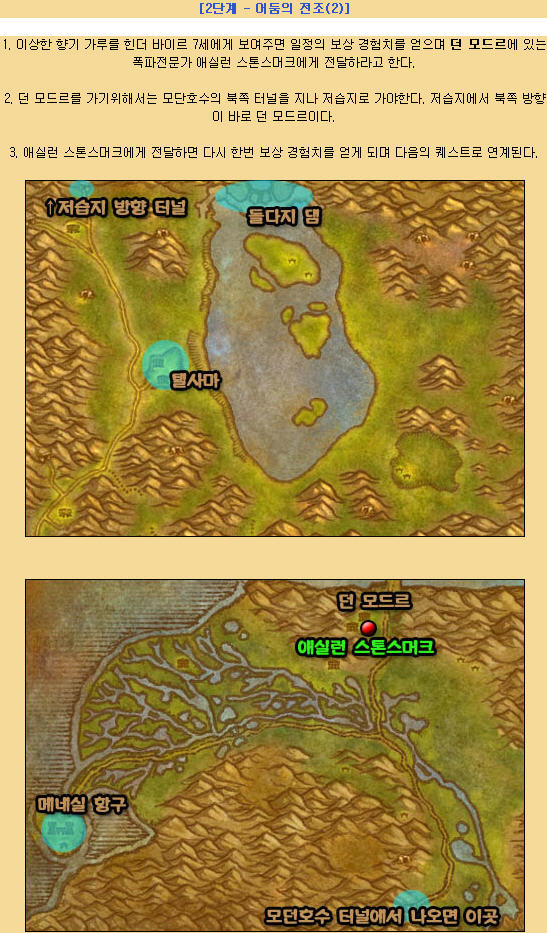 [2단계 - 어둠의 전조(2)]
1. 이상한 향기 가루를 힌더 바이르 7세에게 보여주면 일정의 보상 경험치를 얻으며 던 모드르에 있는
폭파전문가 애실런 스톤스머크에게 전달하라고 한다.
2. 던 모드르를 가기위해서는 모단호수의 북쪽 터널을 지나 저습지로 가야한다. 저습지에서 북쪽 방향
이 바로 던 모드르이다.
3. 애실런 스톤스머크에게 전달하면 다시 한번 보상 경험치를 얻게 되며 다음의 퀘스트로 연계된다.
↑저습지 방향 터널
돌다지 댐
텔사마
던 모드르
애실런 스톤스머크
메네실 항구
모던호수 터널에서 나오면 이곳